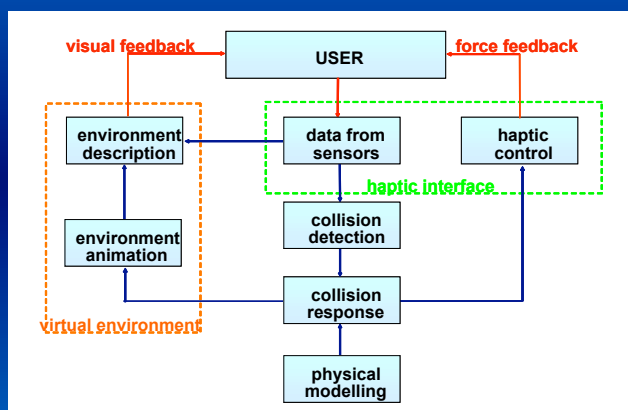 visual feedback
USER
force feedback
environment
description
data from
sensors
haptic
control
haptic interface
collision
detection
environment
animation
collision
response
virtual environment
physical
modelling